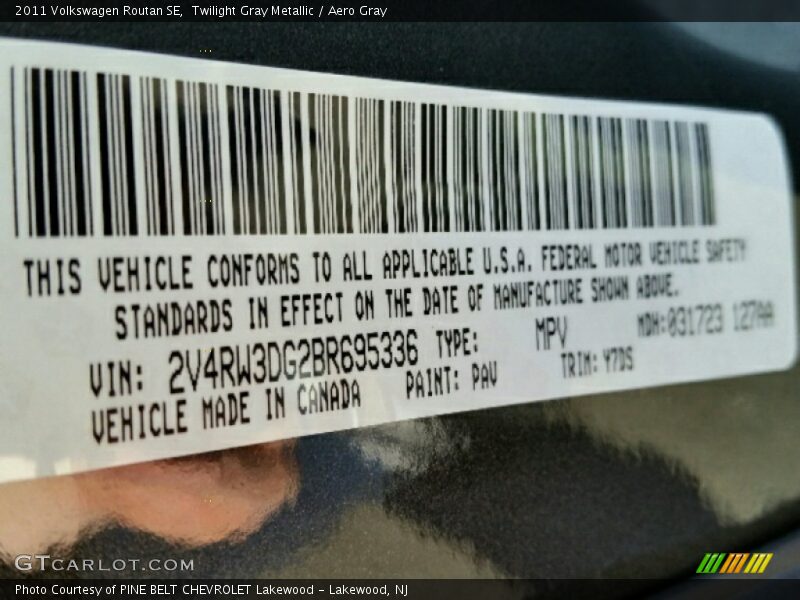 2011 Volkswagen Routan SE,  Twilight Gray Metallic / Aero Gray
THIS VEHICLE CONFORMS TO ALL APPLICABLE U.S.A. FEDERAL MOTOR VEHICLE SAFETY
STANDARDS IN EFFECT ON THE DATE OF MANUFACTURE SHOWN ABOVE.
VIN: 2V4RW3DG2BR695336 TYPE: MPV MDH:031723 127AA
VEHICLE MADE IN CANADA PAINT: PAV TRIM: Y7DS
GTCARLOT.COM
Photo Courtesy of PINE BELT CHEVROLET Lakewood - Lakewood, NJ